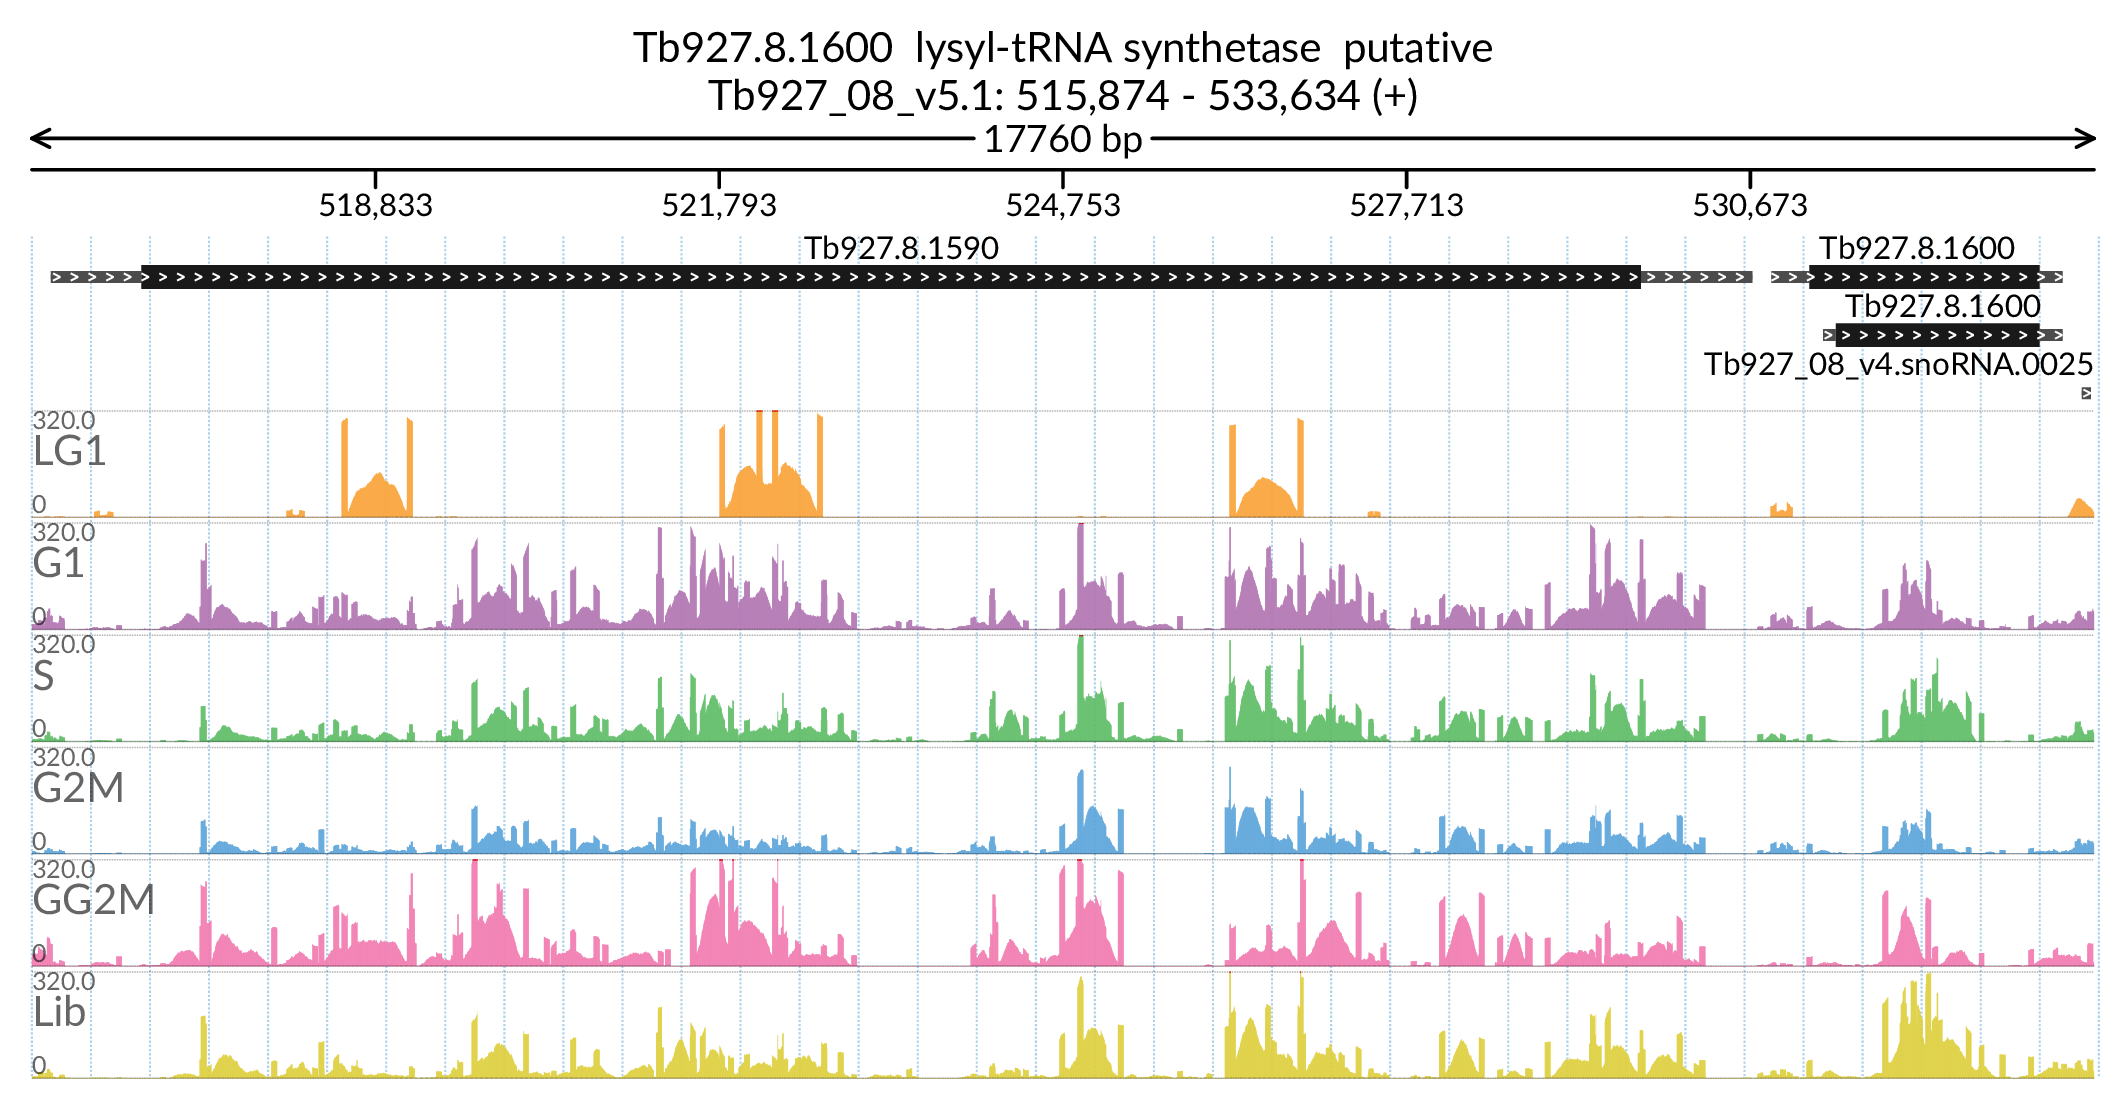 Tb927.8.1600  lysyl-tRNA synthetase  putative
Tb927_08_v5.1: 515,874 - 533,634 (+)
17760 bp
518,833 521,793 524,753 527,713 530,673
Tb927.8.1590 Tb927.8.1600
Tb927.8.1600
Tb927_08_v4.snoRNA.0025
320.0
LG1
0
320.0
G1
0
320.0
S
0
320.0
G2M
0
320.0
GG2M
0
320.0
Lib
0